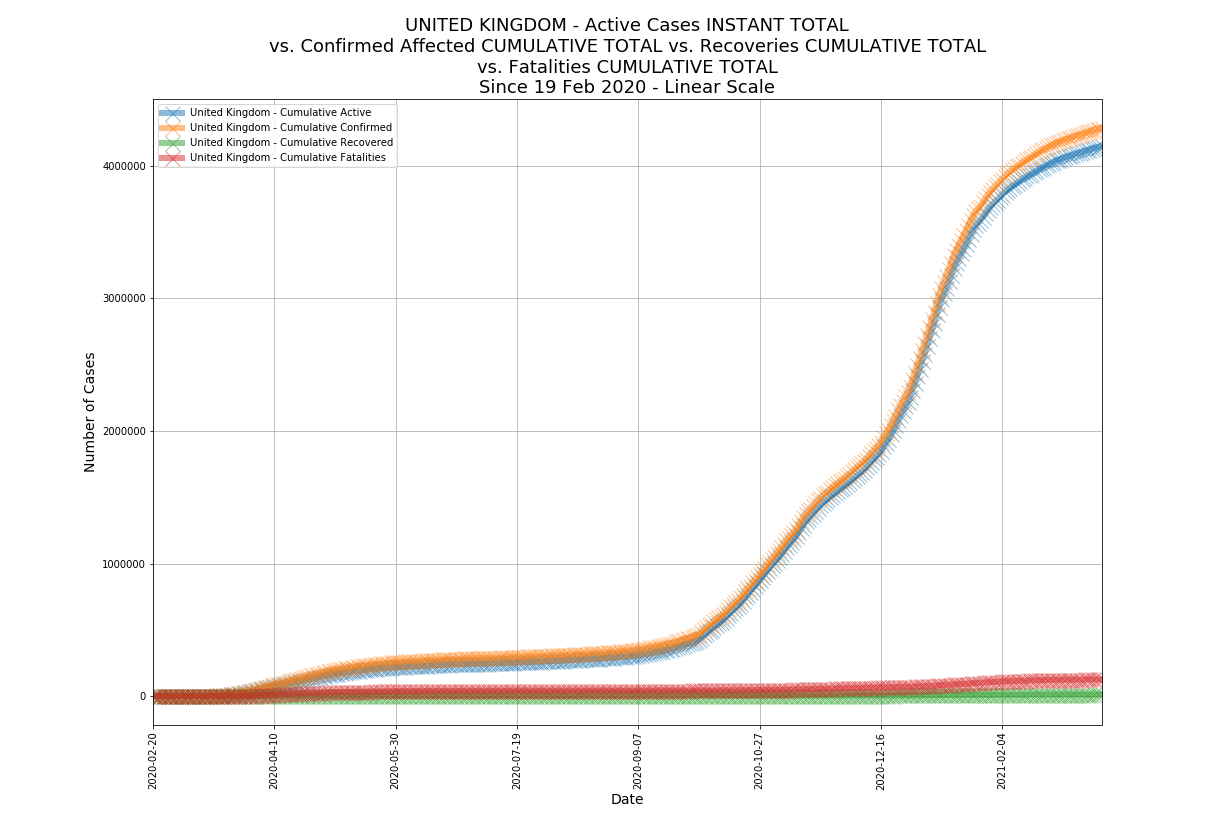 UNITED KINGDOM - Active Cases INSTANT TOTAL
vs. Confirmed Affected CUMULATIVE TOTAL vs. Recoveries CUMULATIVE TOTAL
vs. Fatalities CUMULATIVE TOTAL
Since 19 Feb 2020 - Linear Scale
United Kingdom - Cumulative Active
United Kingdom - Cumulative Confirmed
United Kingdom - Cumulative Recovered
United Kingdom - Cumulative Fatalities
Number of Cases
4000000
3000000
2000000
1000000
0
2020-02-20
2020-04-10
2020-05-30
2020-07-19
2020-09-07
2020-10-27
2020-12-16
2021-02-04
Date